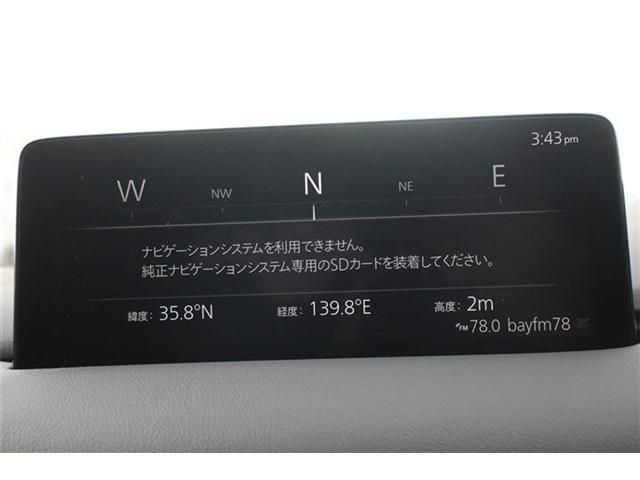 3:43 pm
W NW N NE E
ナビゲーションシステムを利用できません。
純正ナビゲーションシステム専用のSDカードを装着してください。
緯度: 35.8°N 経度: 139.8°E 高度: 2m
FM 78.0 bayfm78